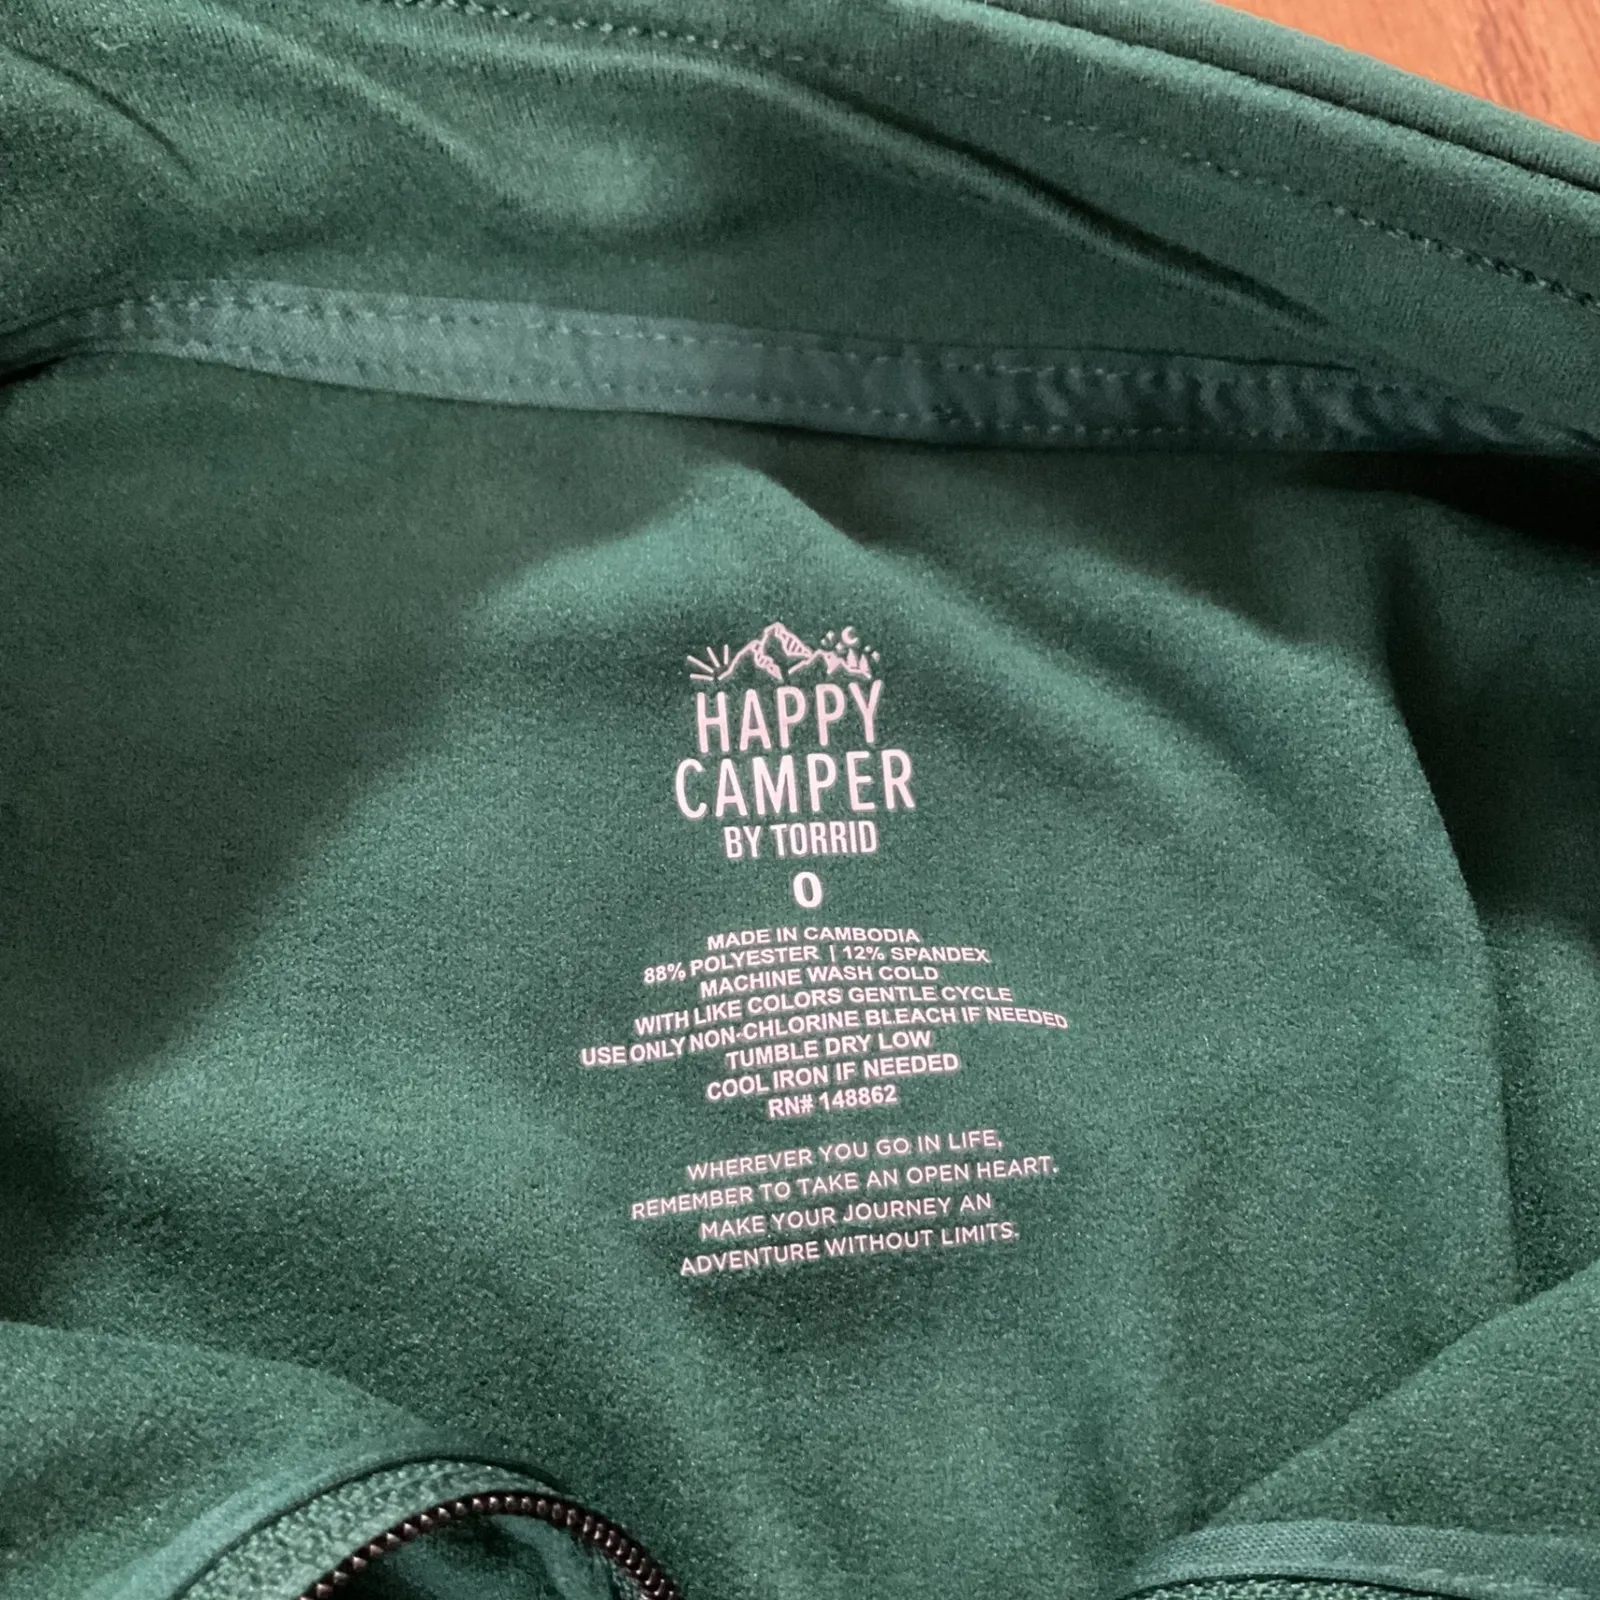 HAPPY
CAMPER
BY TORRID
0
MADE IN CAMBODIA
88% POLYESTER | 12% SPANDEX
MACHINE WASH COLD
WITH LIKE COLORS GENTLE CYCLE
USE ONLY NON-CHLORINE BLEACH IF NEEDED
TUMBLE DRY LOW
COOL IRON IF NEEDED
RN# 148862
WHEREVER YOU GO IN LIFE,
REMEMBER TO TAKE AN OPEN HEART.
MAKE YOUR JOURNEY AN
ADVENTURE WITHOUT LIMITS.